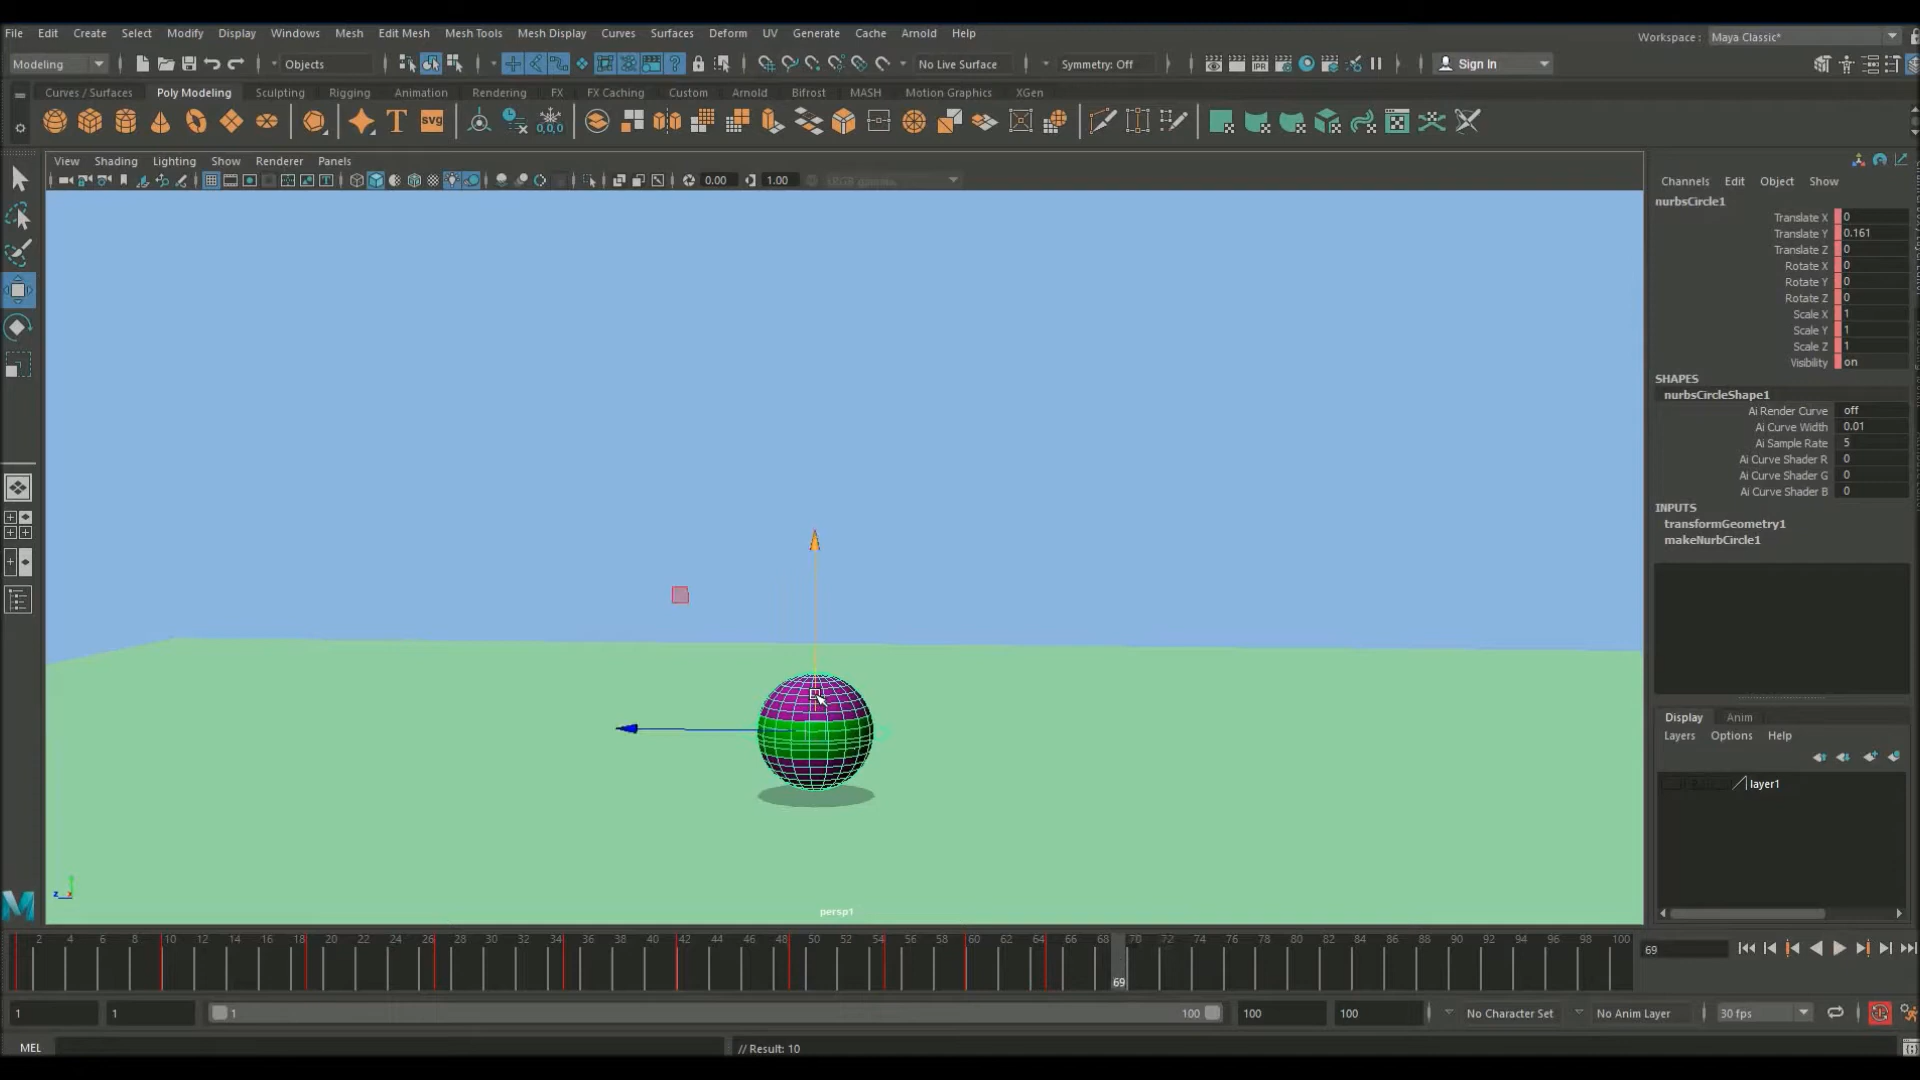 File Edit Create Select Modify Display Windows Mesh Edit Mesh Mesh Tools Mesh Display Curves Surfaces Deform UV Generate Cache Arnold Help
Workspace : Maya Classic*
Modeling Objects No Live Surface Symmetry: Off Sign In
Curves / Surfaces Poly Modeling Sculpting Rigging Animation Rendering FX FX Caching Custom Arnold Bifrost MASH Motion Graphics XGen
T svg 0,0,0
View Shading Lighting Show Renderer Panels
0.00 1.00
Channels Edit Object Show
nurbsCircle1
Translate X 0
Translate Y 0.161
Translate Z 0
Rotate X 0
Rotate Y 0
Rotate Z 0
Scale X 1
Scale Y 1
Scale Z 1
Visibility on
SHAPES
nurbsCircleShape1
Ai Render Curve off
Ai Curve Width 0.01
Ai Sample Rate 5
Ai Curve Shader R 0
Ai Curve Shader G 0
Ai Curve Shader B 0
INPUTS
transformGeometry1
makeNurbCircle1
Display Anim
Layers Options Help
layer1
persp1
2 4 6 8 10 12 14 16 18 20 22 24 26 28 30 32 34 36 38 40 42 44 46 48 50 52 54 56 58 60 62 64 66 68 70 72 74 76 78 80 82 84 86 88 90 92 94 96 98 100
69
69
1 1 1 100 100 100 No Character Set No Anim Layer 30 fps
MEL // Result: 10